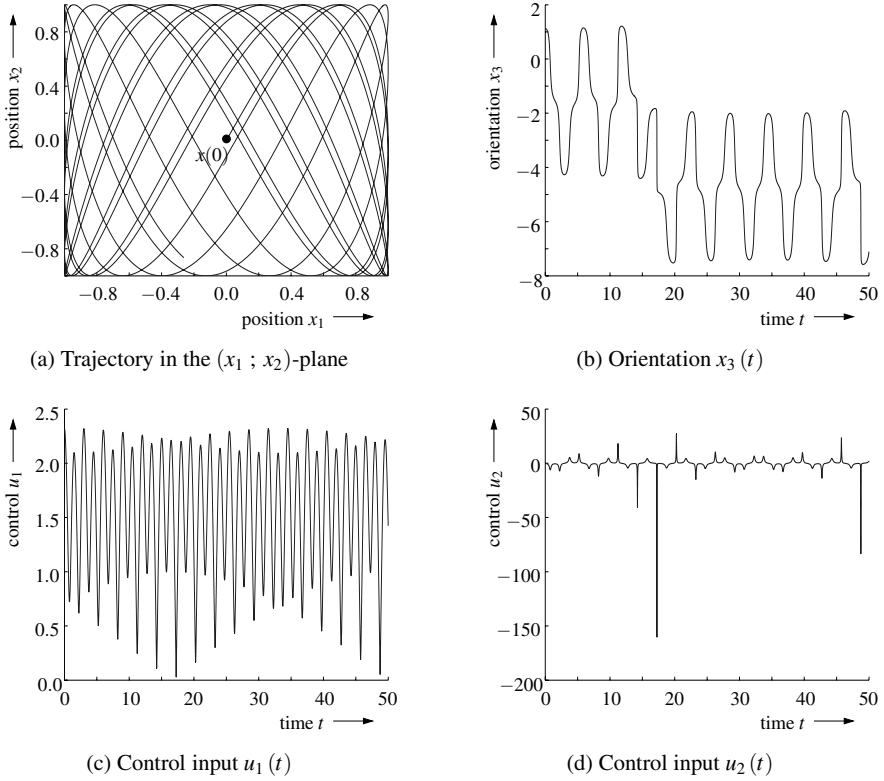 position x₂
0.8
0.4
0.0
−0.4
−0.8
x(0)
−0.8 −0.4 0.0 0.4 0.8
position x₁
(a) Trajectory in the (x₁ ; x₂)-plane
orientation x₃
2
0
−2
−4
−6
−8
0 10 20 30 40 50
time t
(b) Orientation x₃ (t)
control u₁
2.5
2.0
1.5
1.0
0.5
0.0
0 10 20 30 40 50
time t
(c) Control input u₁ (t)
control u₂
50
0
−50
−100
−150
−200
0 10 20 30 40 50
time t
(d) Control input u₂ (t)